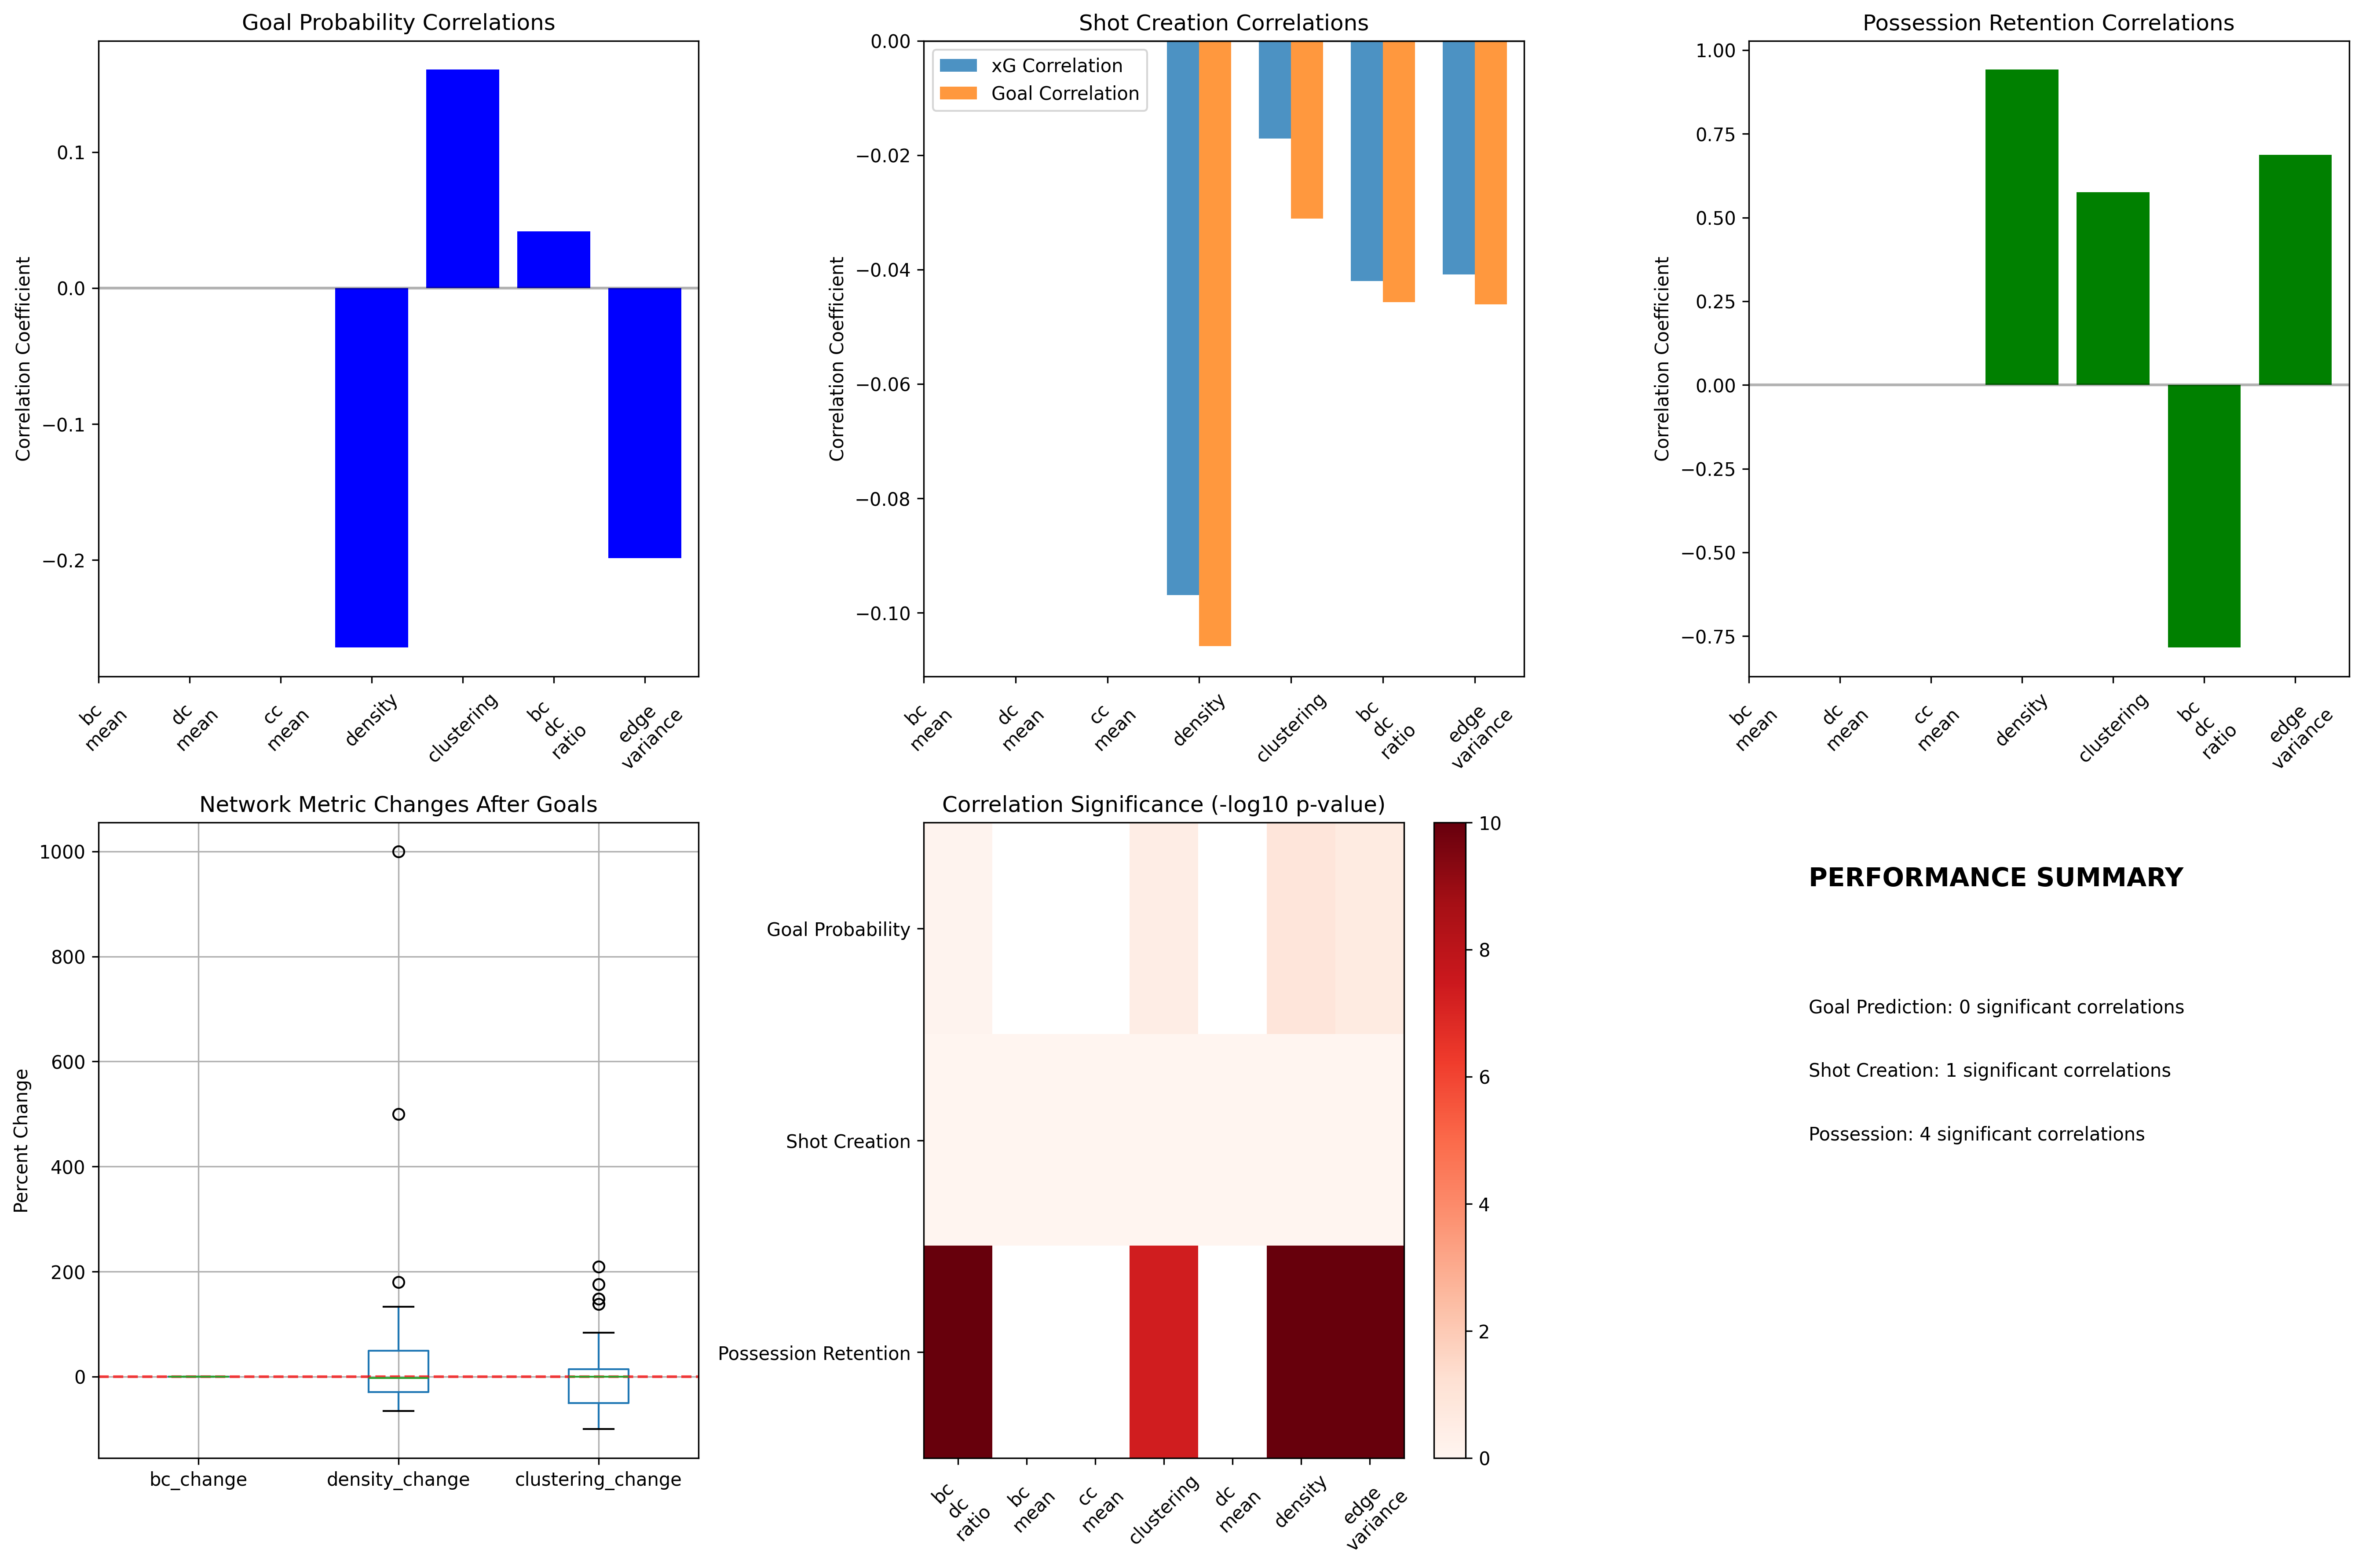 Goal Probability Correlations
Correlation Coefficient
0.1
0.0
−0.1
−0.2
bc
mean
dc
mean
cc
mean
density
clustering
bc
dc
ratio
edge
variance
Shot Creation Correlations
xG Correlation
Goal Correlation
Correlation Coefficient
0.00
−0.02
−0.04
−0.06
−0.08
−0.10
bc
mean
dc
mean
cc
mean
density
clustering
bc
dc
ratio
edge
variance
Possession Retention Correlations
Correlation Coefficient
1.00
0.75
0.50
0.25
0.00
−0.25
−0.50
−0.75
bc
mean
dc
mean
cc
mean
density
clustering
bc
dc
ratio
edge
variance
Network Metric Changes After Goals
Percent Change
1000
800
600
400
200
0
bc_change
density_change
clustering_change
Correlation Significance (-log10 p-value)
Goal Probability
Shot Creation
Possession Retention
bc
dc
ratio
bc
mean
cc
mean
clustering
dc
mean
density
edge
variance
10
8
6
4
2
0
PERFORMANCE SUMMARY
Goal Prediction: 0 significant correlations
Shot Creation: 1 significant correlations
Possession: 4 significant correlations